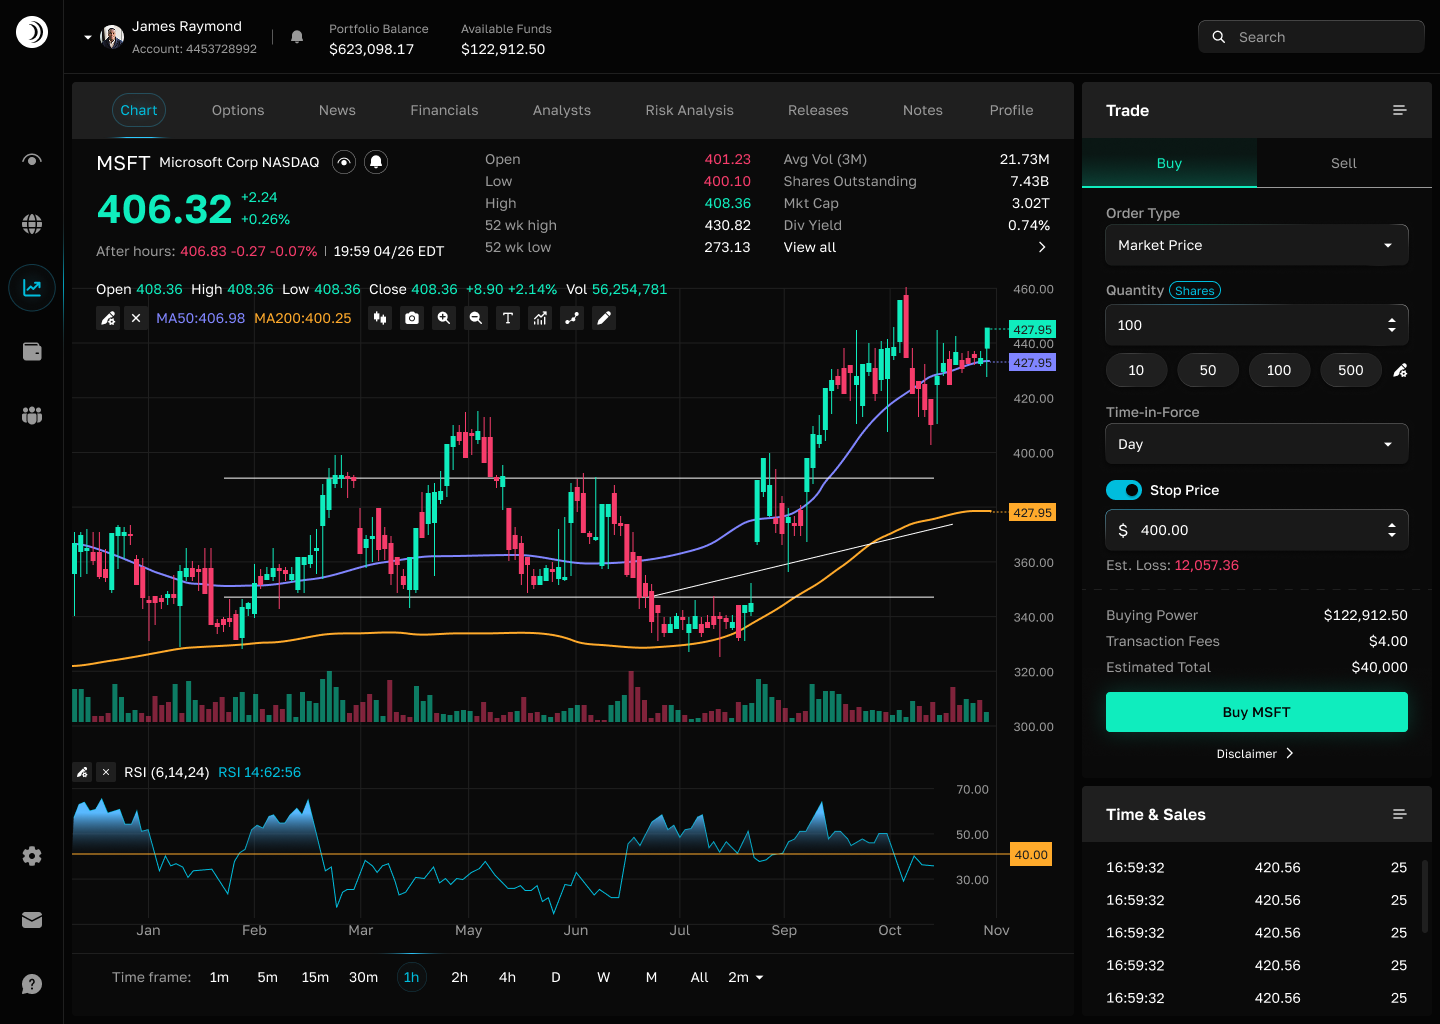 James Raymond
Account: 4453728992
Portfolio Balance
$623,098.17
Available Funds
$122,912.50
Search
Chart Options News Financials Analysts Risk Analysis Releases Notes Profile
MSFT Microsoft Corp NASDAQ
406.32
+2.24
+0.26%
After hours: 406.83 -0.27 -0.07% | 19:59 04/26 EDT
Open 401.23
Low 400.10
High 408.36
52 wk high 430.82
52 wk low 273.13
Avg Vol (3M) 21.73M
Shares Outstanding 7.43B
Mkt Cap 3.02T
Div Yield 0.74%
View all
Open 408.36 High 408.36 Low 408.36 Close 408.36 +8.90 +2.14% Vol 56,254,781
MA50:406.98 MA200:400.25 T
460.00
427.95
440.00
427.95
420.00
400.00
427.95
360.00
340.00
320.00
300.00
RSI (6,14,24) RSI 14:62:56
70.00
50.00
40.00
30.00
Jan Feb Mar May Jun Jul Sep Oct Nov
Time frame: 1m 5m 15m 30m 1h 2h 4h D W M All 2m
Trade
Buy Sell
Order Type
Market Price
Quantity Shares
100
10 50 100 500
Time-in-Force
Day
Stop Price
$ 400.00
Est. Loss: 12,057.36
Buying Power $122,912.50
Transaction Fees $4.00
Estimated Total $40,000
Buy MSFT
Disclaimer
Time & Sales
16:59:32 420.56 25
16:59:32 420.56 25
16:59:32 420.56 25
16:59:32 420.56 25
16:59:32 420.56 25